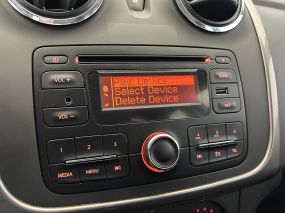 Pair Device
Select Device
Delete Device
VOL +
VOL −
1 2 3
4 5 6
MEDIA MENU